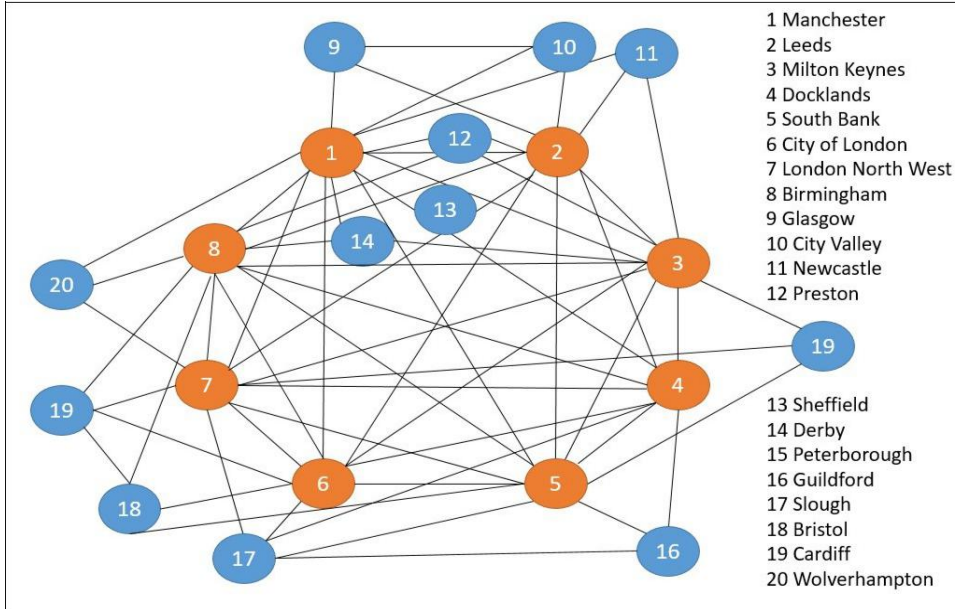 9
10
11
12
1
2
13
14
8
3
20
19
7
4
19
6
5
18
17
16
1 Manchester
2 Leeds
3 Milton Keynes
4 Docklands
5 South Bank
6 City of London
7 London North West
8 Birmingham
9 Glasgow
10 City Valley
11 Newcastle
12 Preston
13 Sheffield
14 Derby
15 Peterborough
16 Guildford
17 Slough
18 Bristol
19 Cardiff
20 Wolverhampton